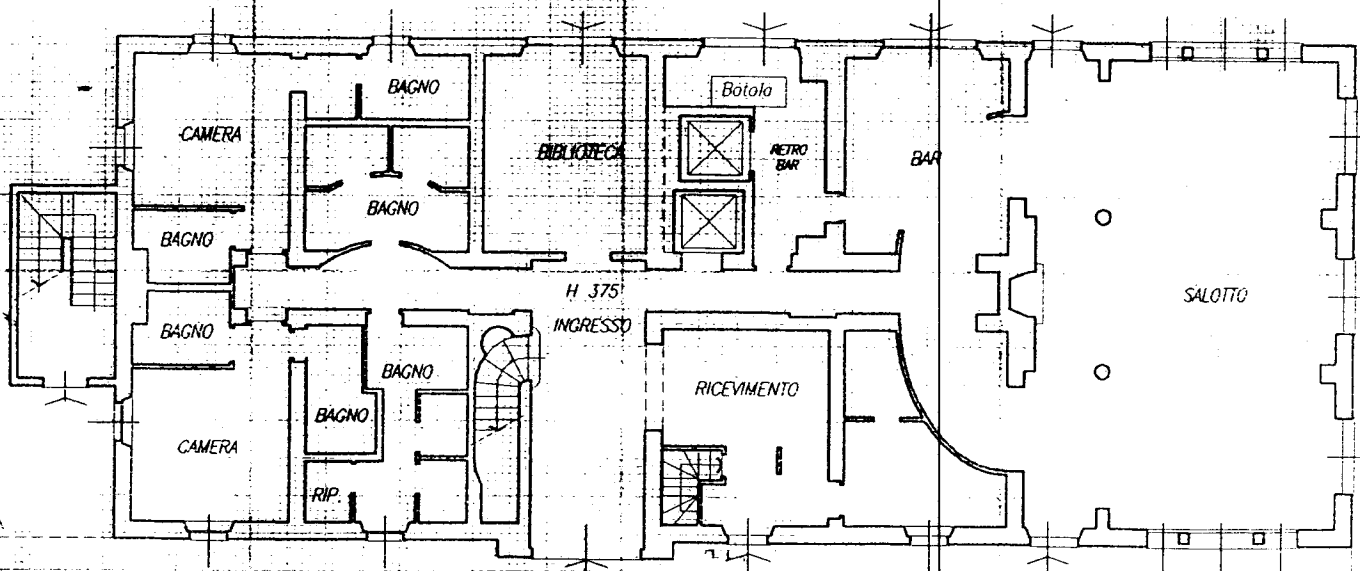 BAGNO
Botola
CAMERA
BIBLIOTECA
RETRO
BAR
BAR
BAGNO
BAGNO
H 375
SALOTTO
INGRESSO
BAGNO
BAGNO
RICEVIMENTO
BAGNO
CAMERA
RIP.